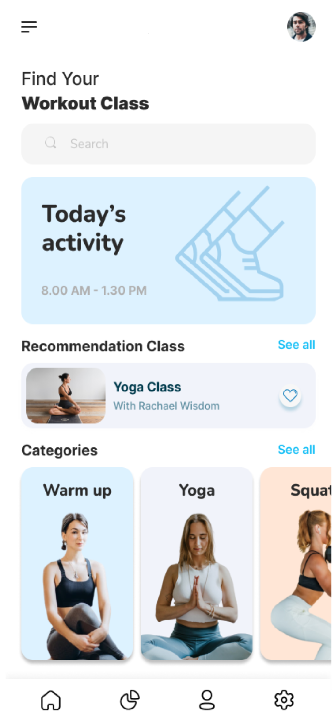 Find Your
Workout Class
Search
Today's
activity
8.00 AM - 1.30 PM
Recommendation Class
See all
Yoga Class
With Rachael Wisdom
Categories
See all
Warm up
Yoga
Squat